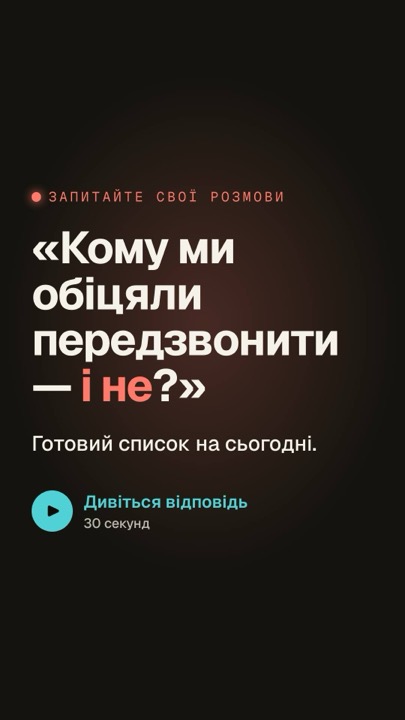 ЗАПИТАЙТЕ СВОЇ РОЗМОВИ
«Кому ми
обіцяли
передзвонити
— і не?»
Готовий список на сьогодні.
Дивіться відповідь
30 секунд